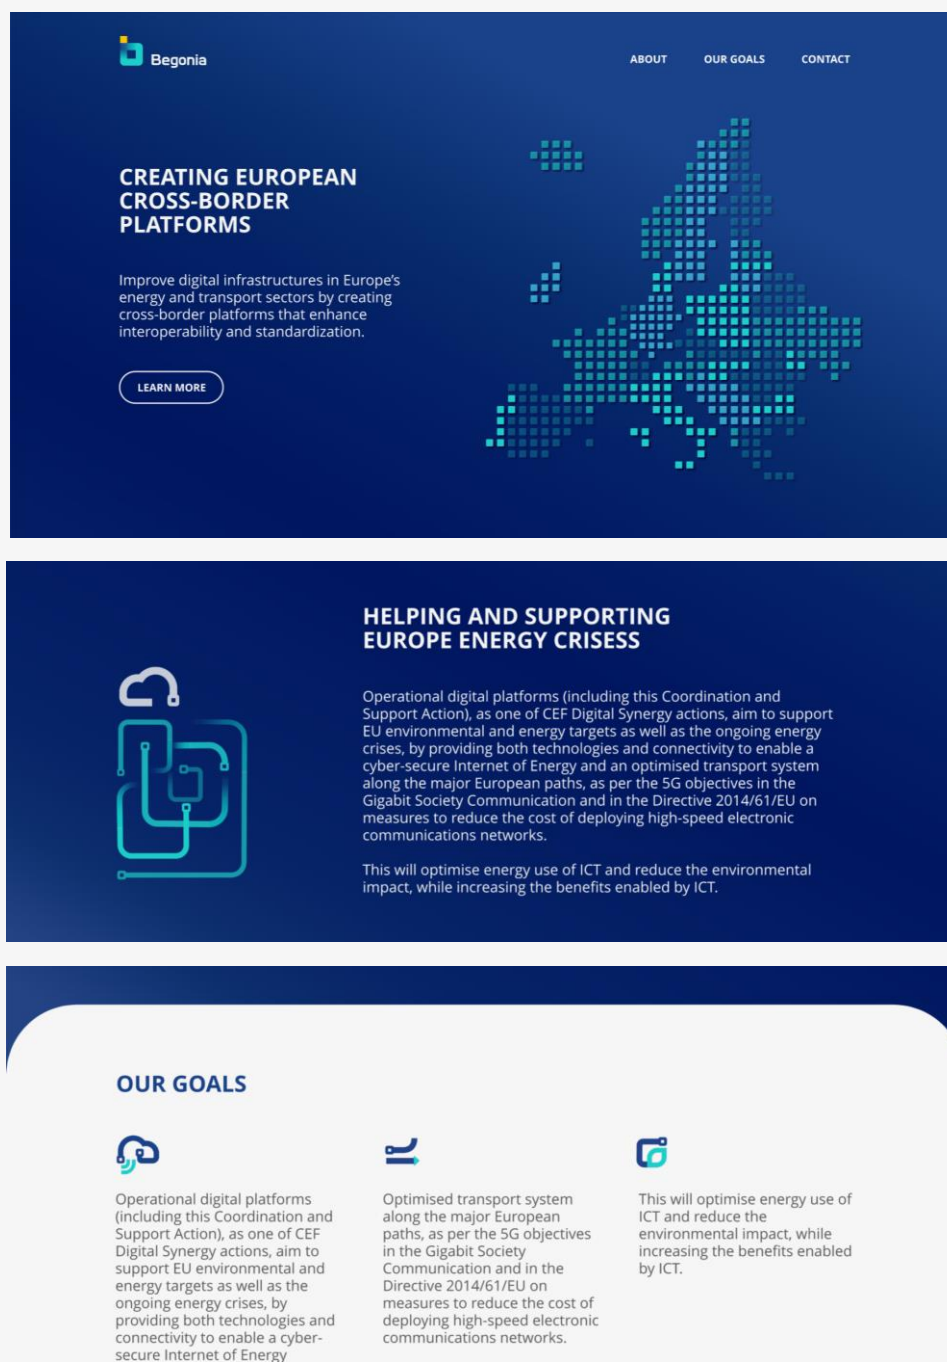 Begonia
ABOUT OUR GOALS CONTACT
CREATING EUROPEAN
CROSS-BORDER
PLATFORMS
Improve digital infrastructures in Europe's
energy and transport sectors by creating
cross-border platforms that enhance
interoperability and standardization.
LEARN MORE
HELPING AND SUPPORTING
EUROPE ENERGY CRISESS
Operational digital platforms (including this Coordination and
Support Action), as one of CEF Digital Synergy actions, aim to support
EU environmental and energy targets as well as the ongoing energy
crises, by providing both technologies and connectivity to enable a
cyber-secure Internet of Energy and an optimised transport system
along the major European paths, as per the 5G objectives in the
Gigabit Society Communication and in the Directive 2014/61/EU on
measures to reduce the cost of deploying high-speed electronic
communications networks.
This will optimise energy use of ICT and reduce the environmental
impact, while increasing the benefits enabled by ICT.
OUR GOALS
Operational digital platforms
(including this Coordination and
Support Action), as one of CEF
Digital Synergy actions, aim to
support EU environmental and
energy targets as well as the
ongoing energy crises, by
providing both technologies and
connectivity to enable a cyber-
secure Internet of Energy
Optimised transport system
along the major European
paths, as per the 5G objectives
in the Gigabit Society
Communication and in the
Directive 2014/61/EU on
measures to reduce the cost of
deploying high-speed electronic
communications networks.
This will optimise energy use of
ICT and reduce the
environmental impact, while
increasing the benefits enabled
by ICT.